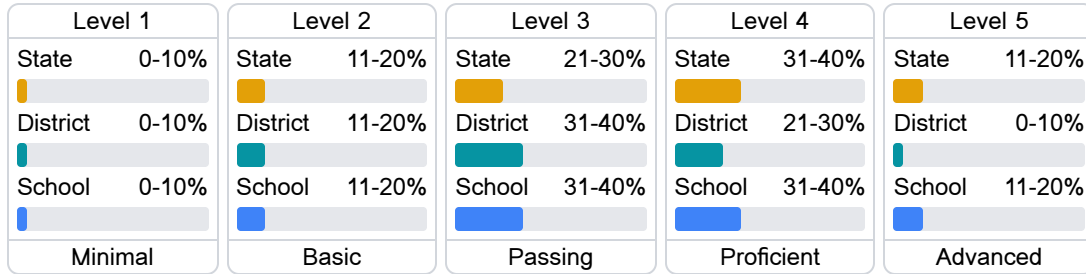 Level 1
State 0-10%
District 0-10%
School 0-10%
Minimal
Level 2
State 11-20%
District 11-20%
School 11-20%
Basic
Level 3
State 21-30%
District 31-40%
School 31-40%
Passing
Level 4
State 31-40%
District 21-30%
School 31-40%
Proficient
Level 5
State 11-20%
District 0-10%
School 11-20%
Advanced